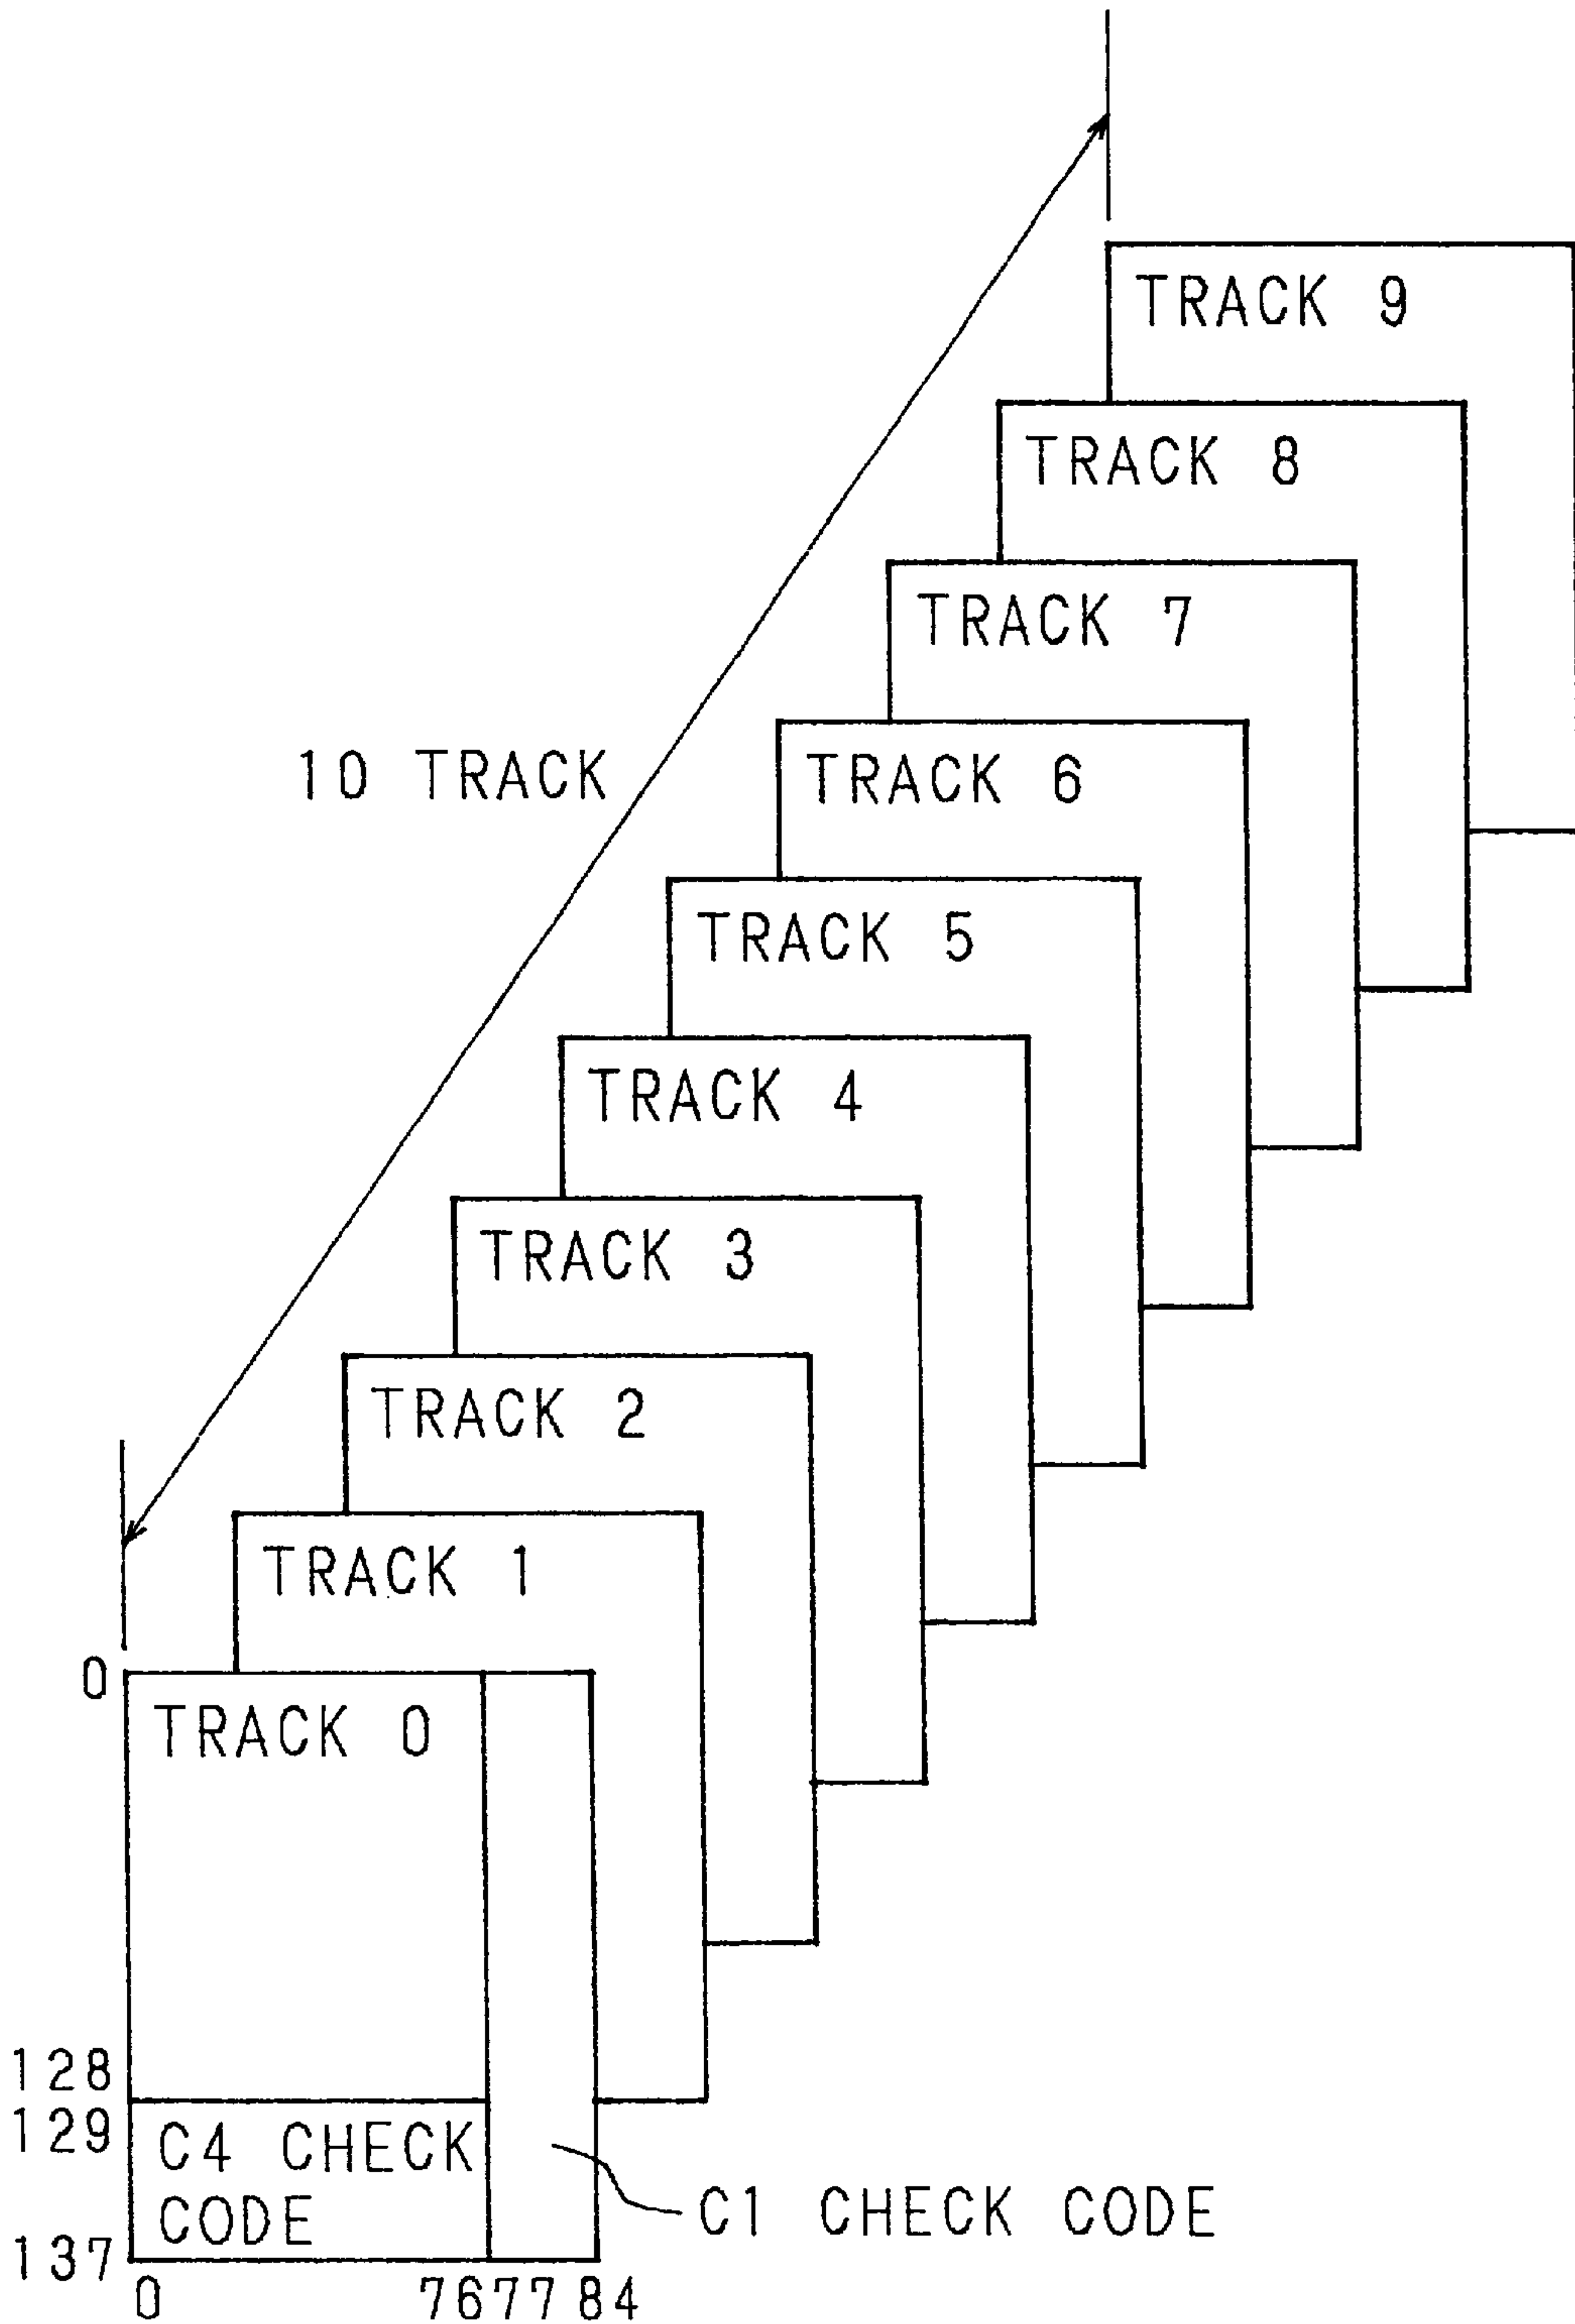 TRACK 9
TRACK 8
TRACK 7
10 TRACK
TRACK 6
TRACK 5
TRACK 4
TRACK 3
TRACK 2
TRACK 1
0
TRACK 0
128
129
C4 CHECK
CODE
C1 CHECK CODE
137
0 76 77 84